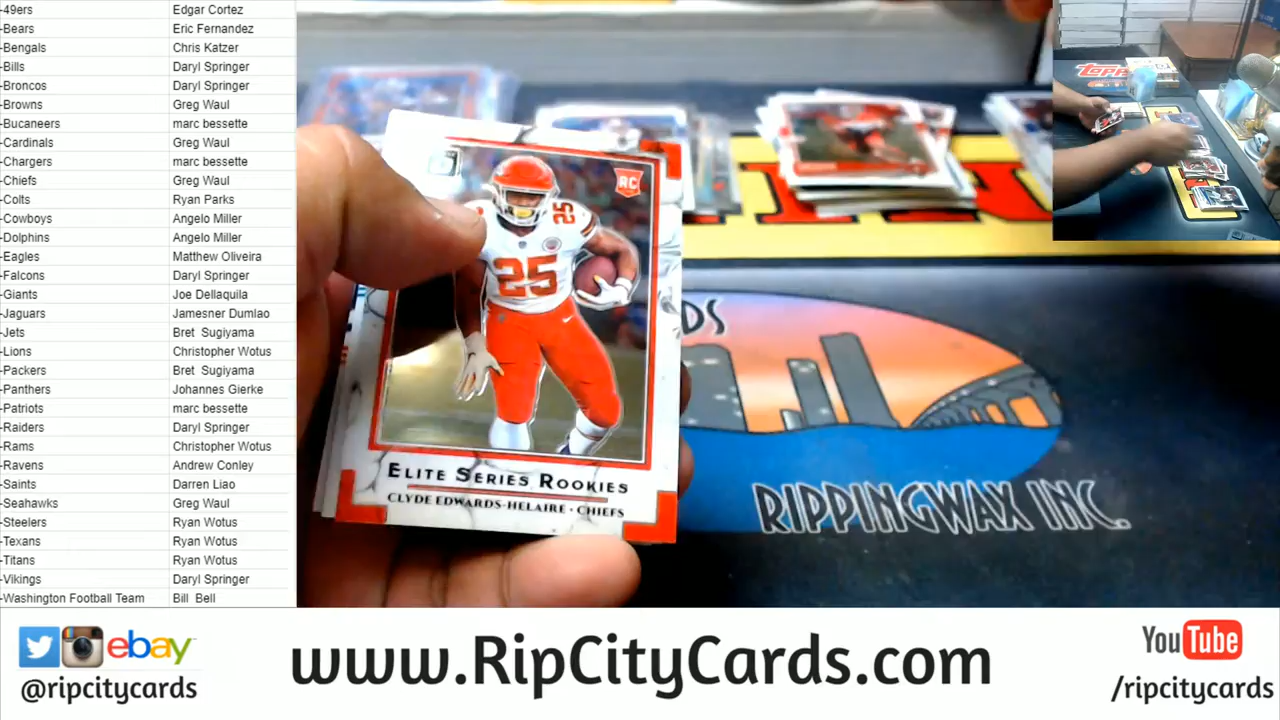 -49ers Edgar Cortez
-Bears Eric Fernandez
-Bengals Chris Katzer
-Bills Daryl Springer
-Broncos Daryl Springer
-Browns Greg Waul
-Bucaneers marc bessette
-Cardinals Greg Waul
-Chargers marc bessette
-Chiefs Greg Waul
-Colts Ryan Parks
-Cowboys Angelo Miller
-Dolphins Angelo Miller
-Eagles Matthew Oliveira
-Falcons Daryl Springer
-Giants Joe Dellaquila
-Jaguars Jamesner Dumlao
-Jets Bret Sugiyama
-Lions Christopher Wotus
-Packers Bret Sugiyama
-Panthers Johannes Gierke
-Patriots marc bessette
-Raiders Daryl Springer
-Rams Christopher Wotus
-Ravens Andrew Conley
-Saints Darren Liao
-Seahawks Greg Waul
-Steelers Ryan Wotus
-Texans Ryan Wotus
-Titans Ryan Wotus
-Vikings Daryl Springer
-Washington Football Team Bill Bell
RC
25
25
ELITE SERIES ROOKIES
CLYDE EDWARDS-HELAIRE · CHIEFS
DS
RIPPINGWAX INC.
TOPPS
ebay
@ripcitycards
www.RipCityCards.com
YouTube
/ripcitycards